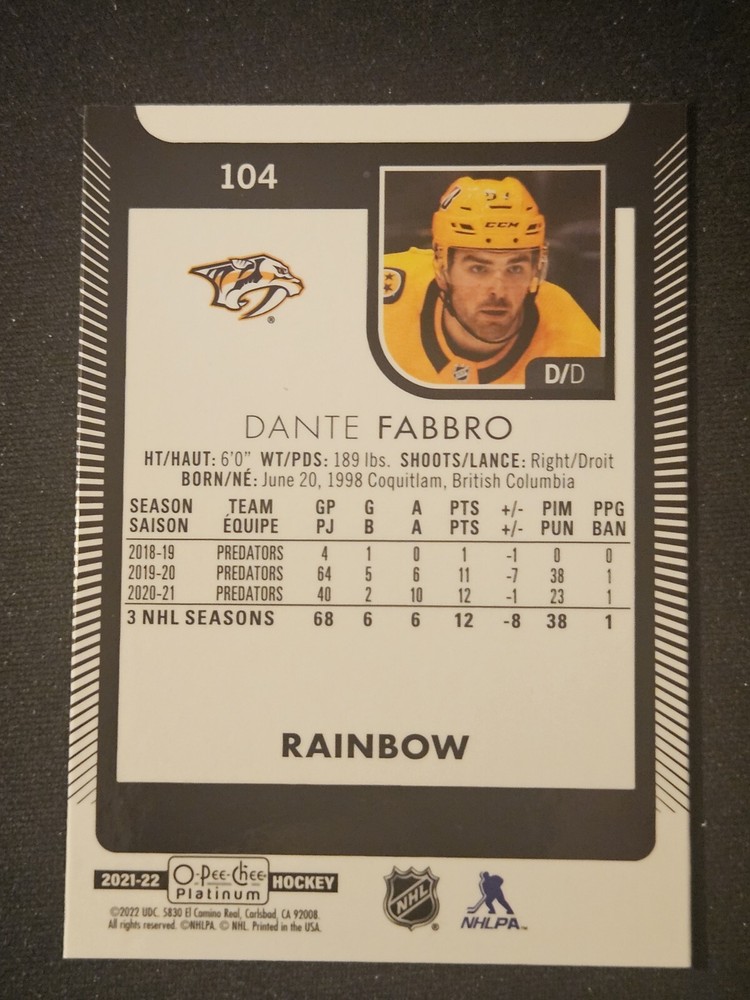 104
CCM
D/D
DANTE FABBRO
HT/HAUT: 6'0" WT/PDS: 189 lbs. SHOOTS/LANCE: Right/Droit
BORN/NÉ: June 20, 1998 Coquitlam, British Columbia
SEASON TEAM GP G A PTS +/- PIM PPG
SAISON ÉQUIPE PJ B A PTS +/- PUN BAN
2018-19 PREDATORS 4 1 0 1 -1 0 0
2019-20 PREDATORS 64 5 6 11 -7 38 1
2020-21 PREDATORS 40 2 10 12 -1 23 1
3 NHL SEASONS 68 6 6 12 -8 38 1
RAINBOW
2021-22 O-Pee-Chee Platinum HOCKEY
NHL
NHLPA
©2022 UDC. 5830 El Camino Real, Carlsbad, CA 92008.
All rights reserved. ©NHLPA. © NHL. Printed in the USA.